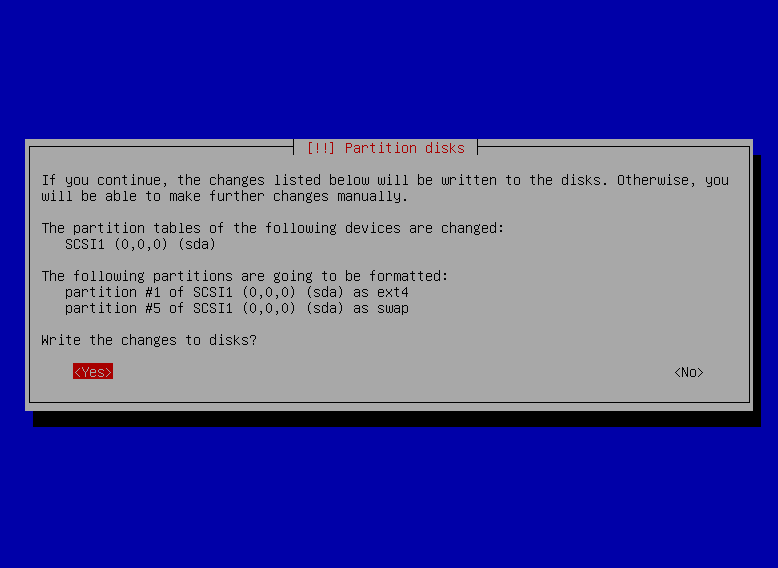 [!!] Partition disks
If you continue, the changes listed below will be written to the disks. Otherwise, you
will be able to make further changes manually.
The partition tables of the following devices are changed:
SCSI1 (0,0,0) (sda)
The following partitions are going to be formatted:
partition #1 of SCSI1 (0,0,0) (sda) as ext4
partition #5 of SCSI1 (0,0,0) (sda) as swap
Write the changes to disks?
<Yes> <No>